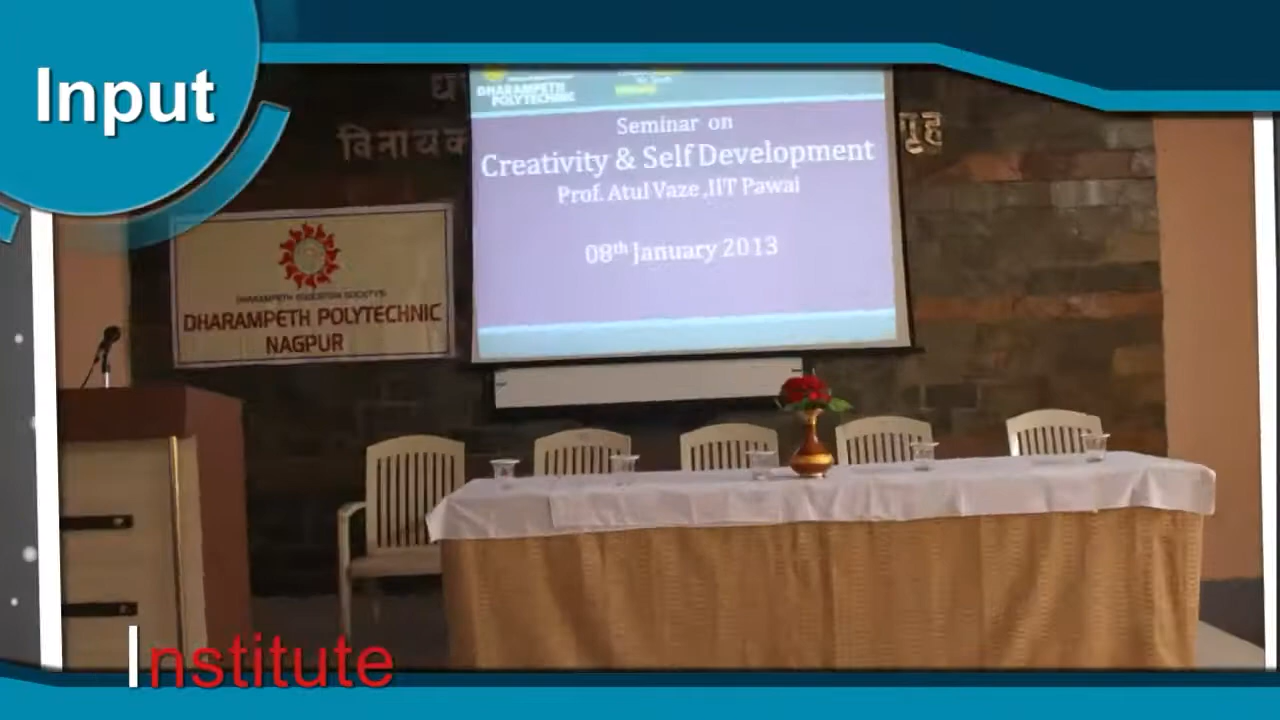 Input
विनायक
DHARAMPETH
POLYTECHNIC
Seminar on
Creativity & Self Development
Prof. Atul Vaze ,IIT Pawai
08th January 2013
DHARAMPETH EDUCATION SOCIETY'S
DHARAMPETH POLYTECHNIC
NAGPUR
Institute